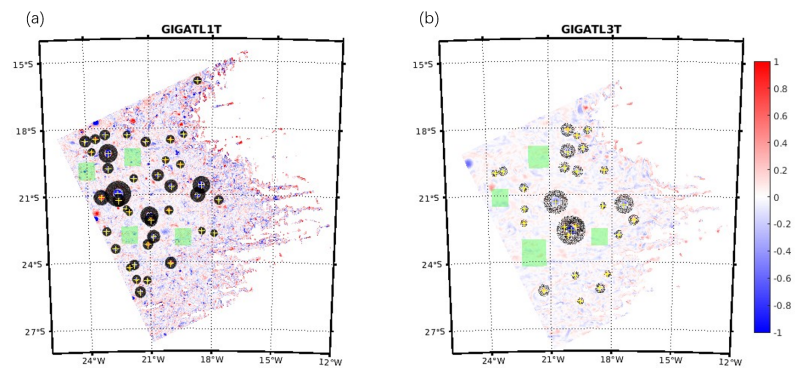 (a)
GIGATL1T
15°S
18°S
21°S
24°S
27°S
24°W
21°W
18°W
15°W
12°W
(b)
GIGATL3T
15°S
18°S
21°S
24°S
27°S
24°W
21°W
18°W
15°W
12°W
1
0.8
0.6
0.4
0.2
0
-0.2
-0.4
-0.6
-0.8
-1